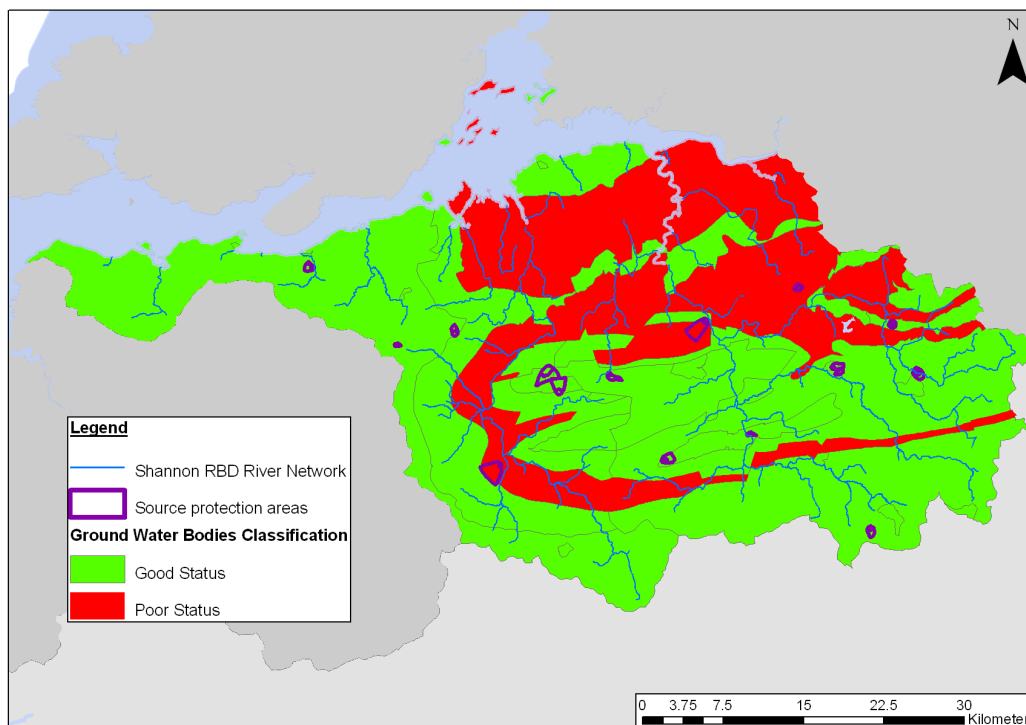 N
Legend
Shannon RBD River Network
Source protection areas
Ground Water Bodies Classification
Good Status
Poor Status
0 3.75 7.5 15 22.5 30
Kilometer